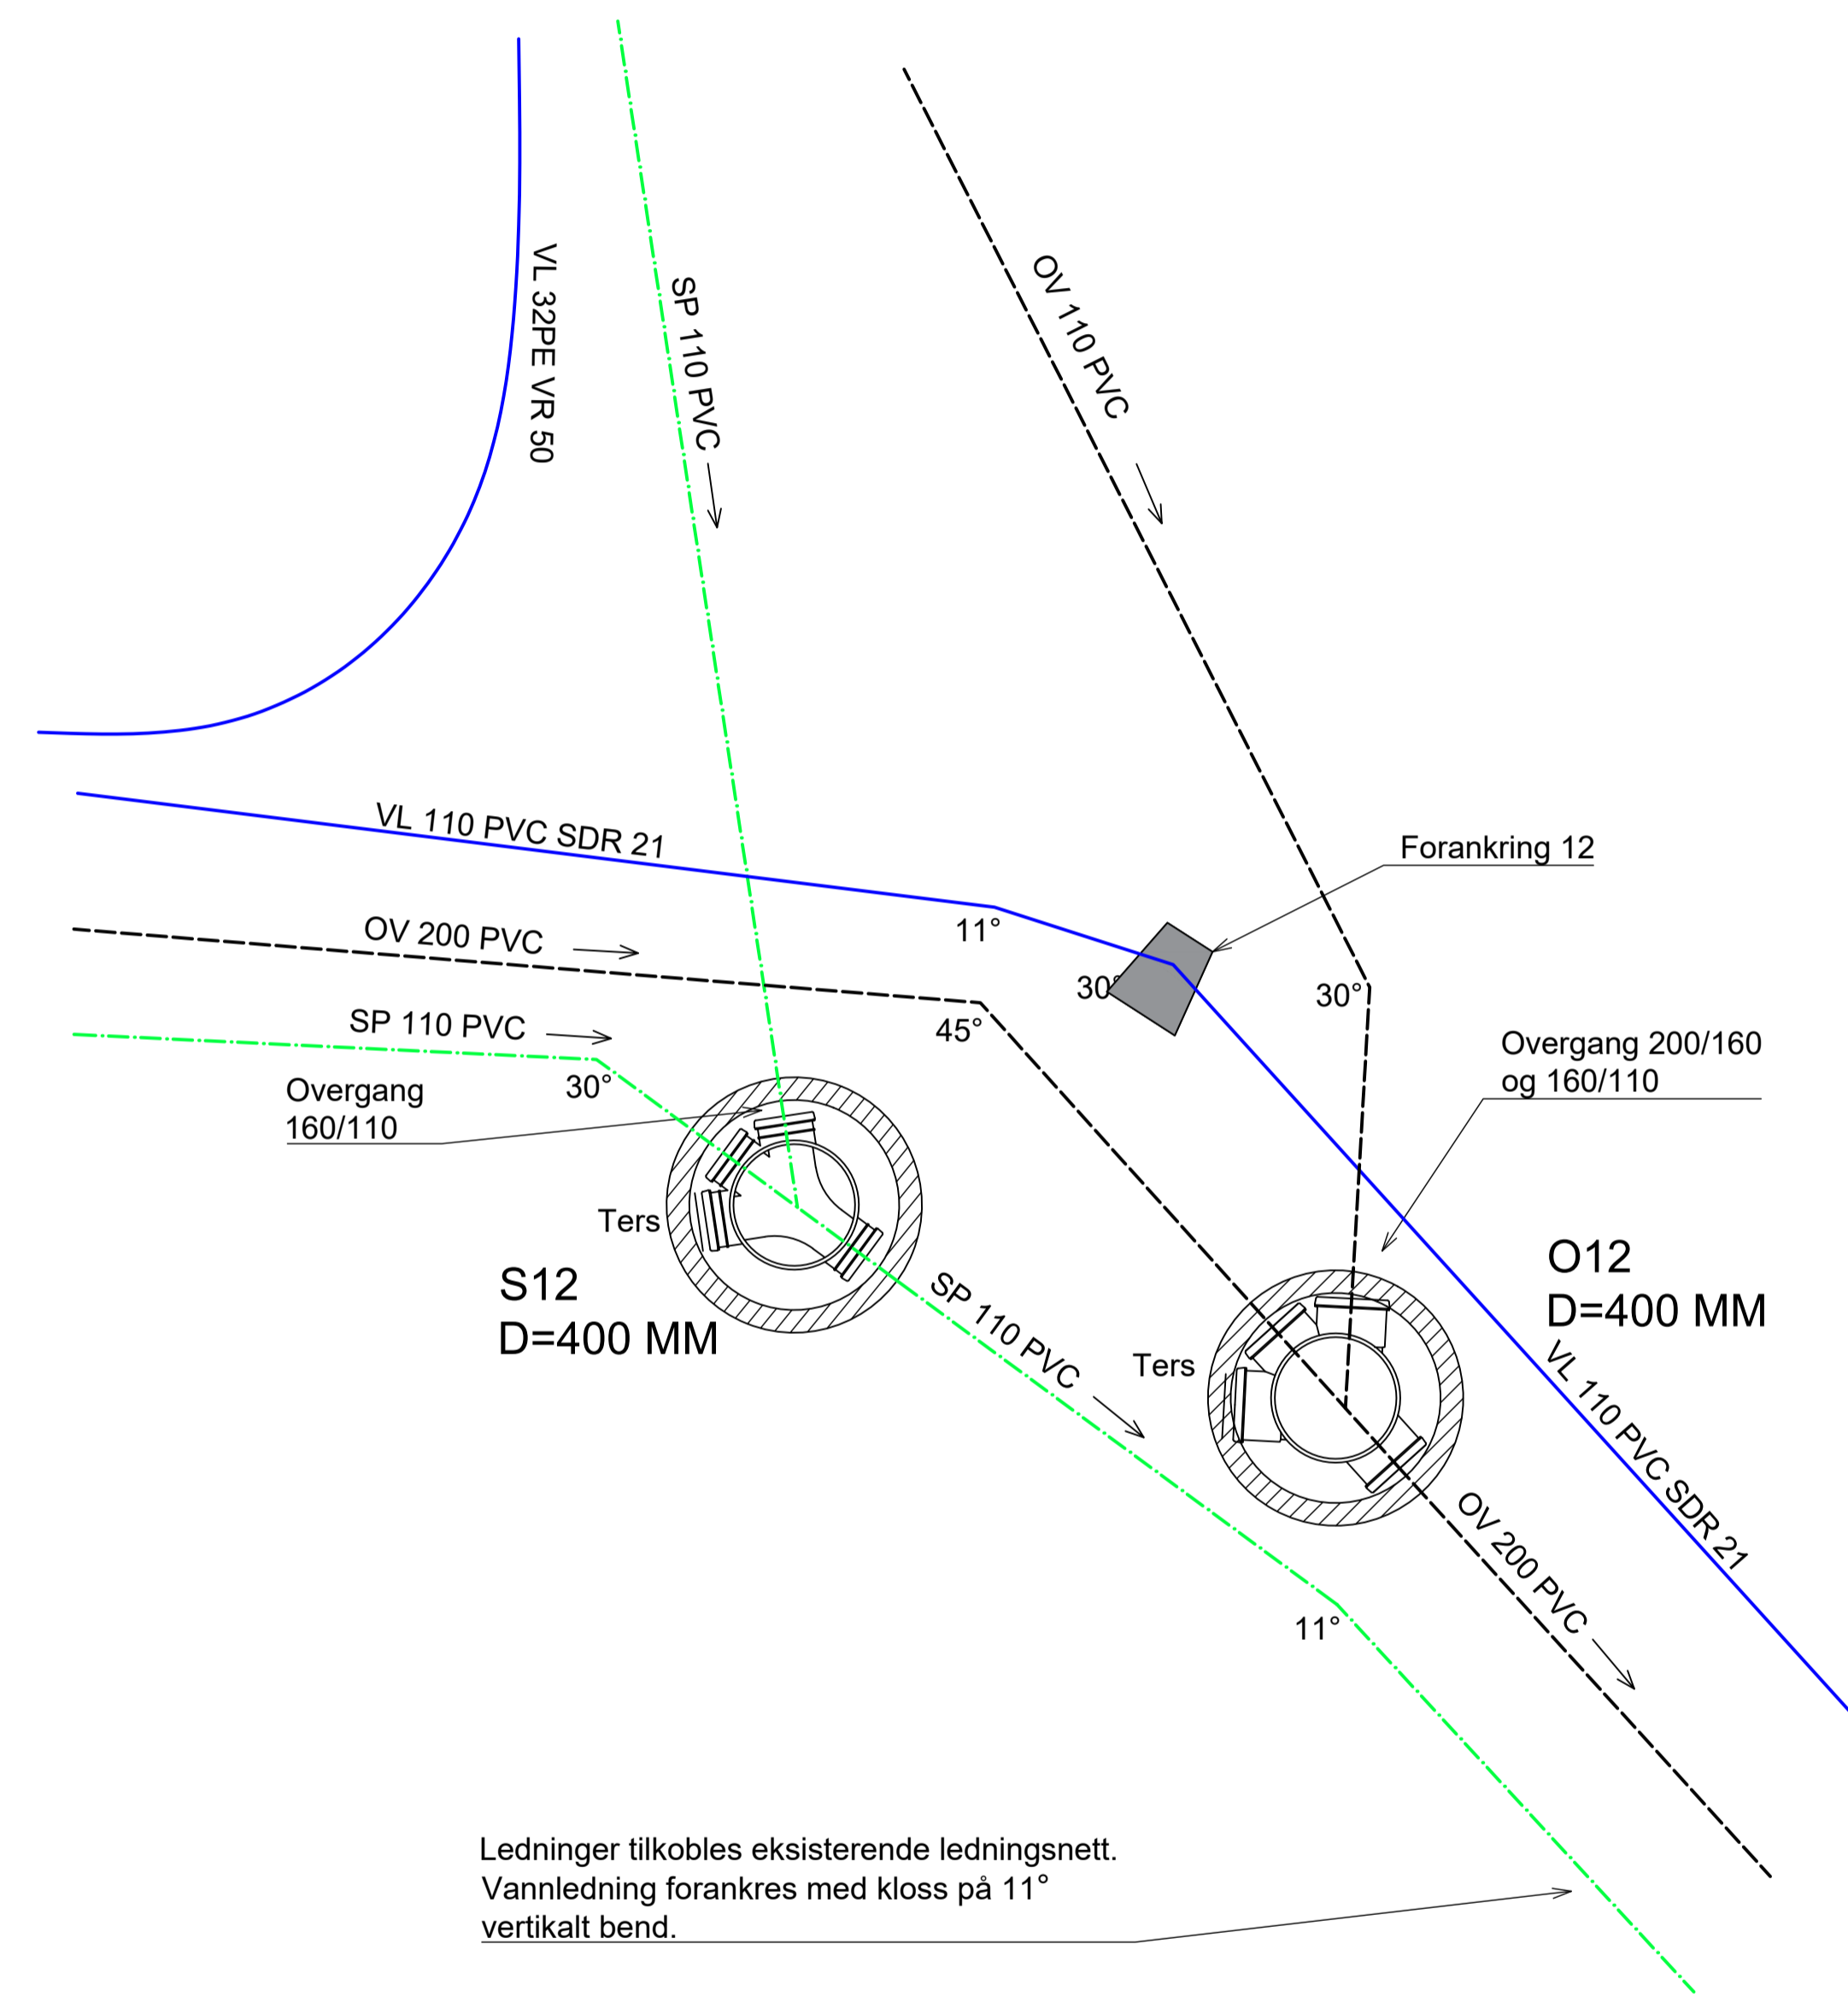 VL 32PE VR 50
SP 110 PVC
OV 110 PVC
VL 110 PVC SDR 21
Forankring 12
OV 200 PVC
11°
30°
30°
SP 110 PVC
45°
Overgang 200/160
og 160/110
30°
Overgang
160/110
Ters
S12
D=400 MM
SP 110 PVC
Ters
O12
D=400 MM
VL 110 PVC SDR 21
OV 200 PVC
11°
Ledninger tilkobles eksisterende ledningsnett.
Vannledning forankres med kloss på 11°
vertikalt bend.